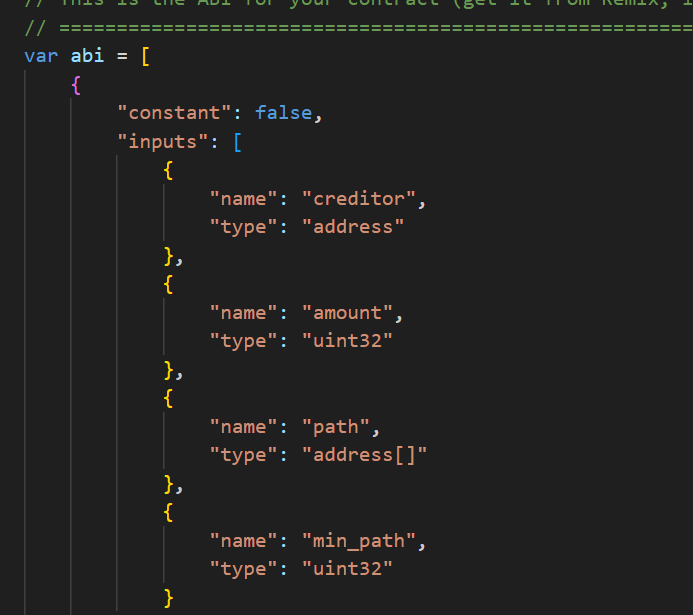 // This is the ABI for your contract (get it from Remix, i
// ========================================================
var abi = [
{
"constant": false,
"inputs": [
{
"name": "creditor",
"type": "address"
},
{
"name": "amount",
"type": "uint32"
},
{
"name": "path",
"type": "address[]"
},
{
"name": "min_path",
"type": "uint32"
}